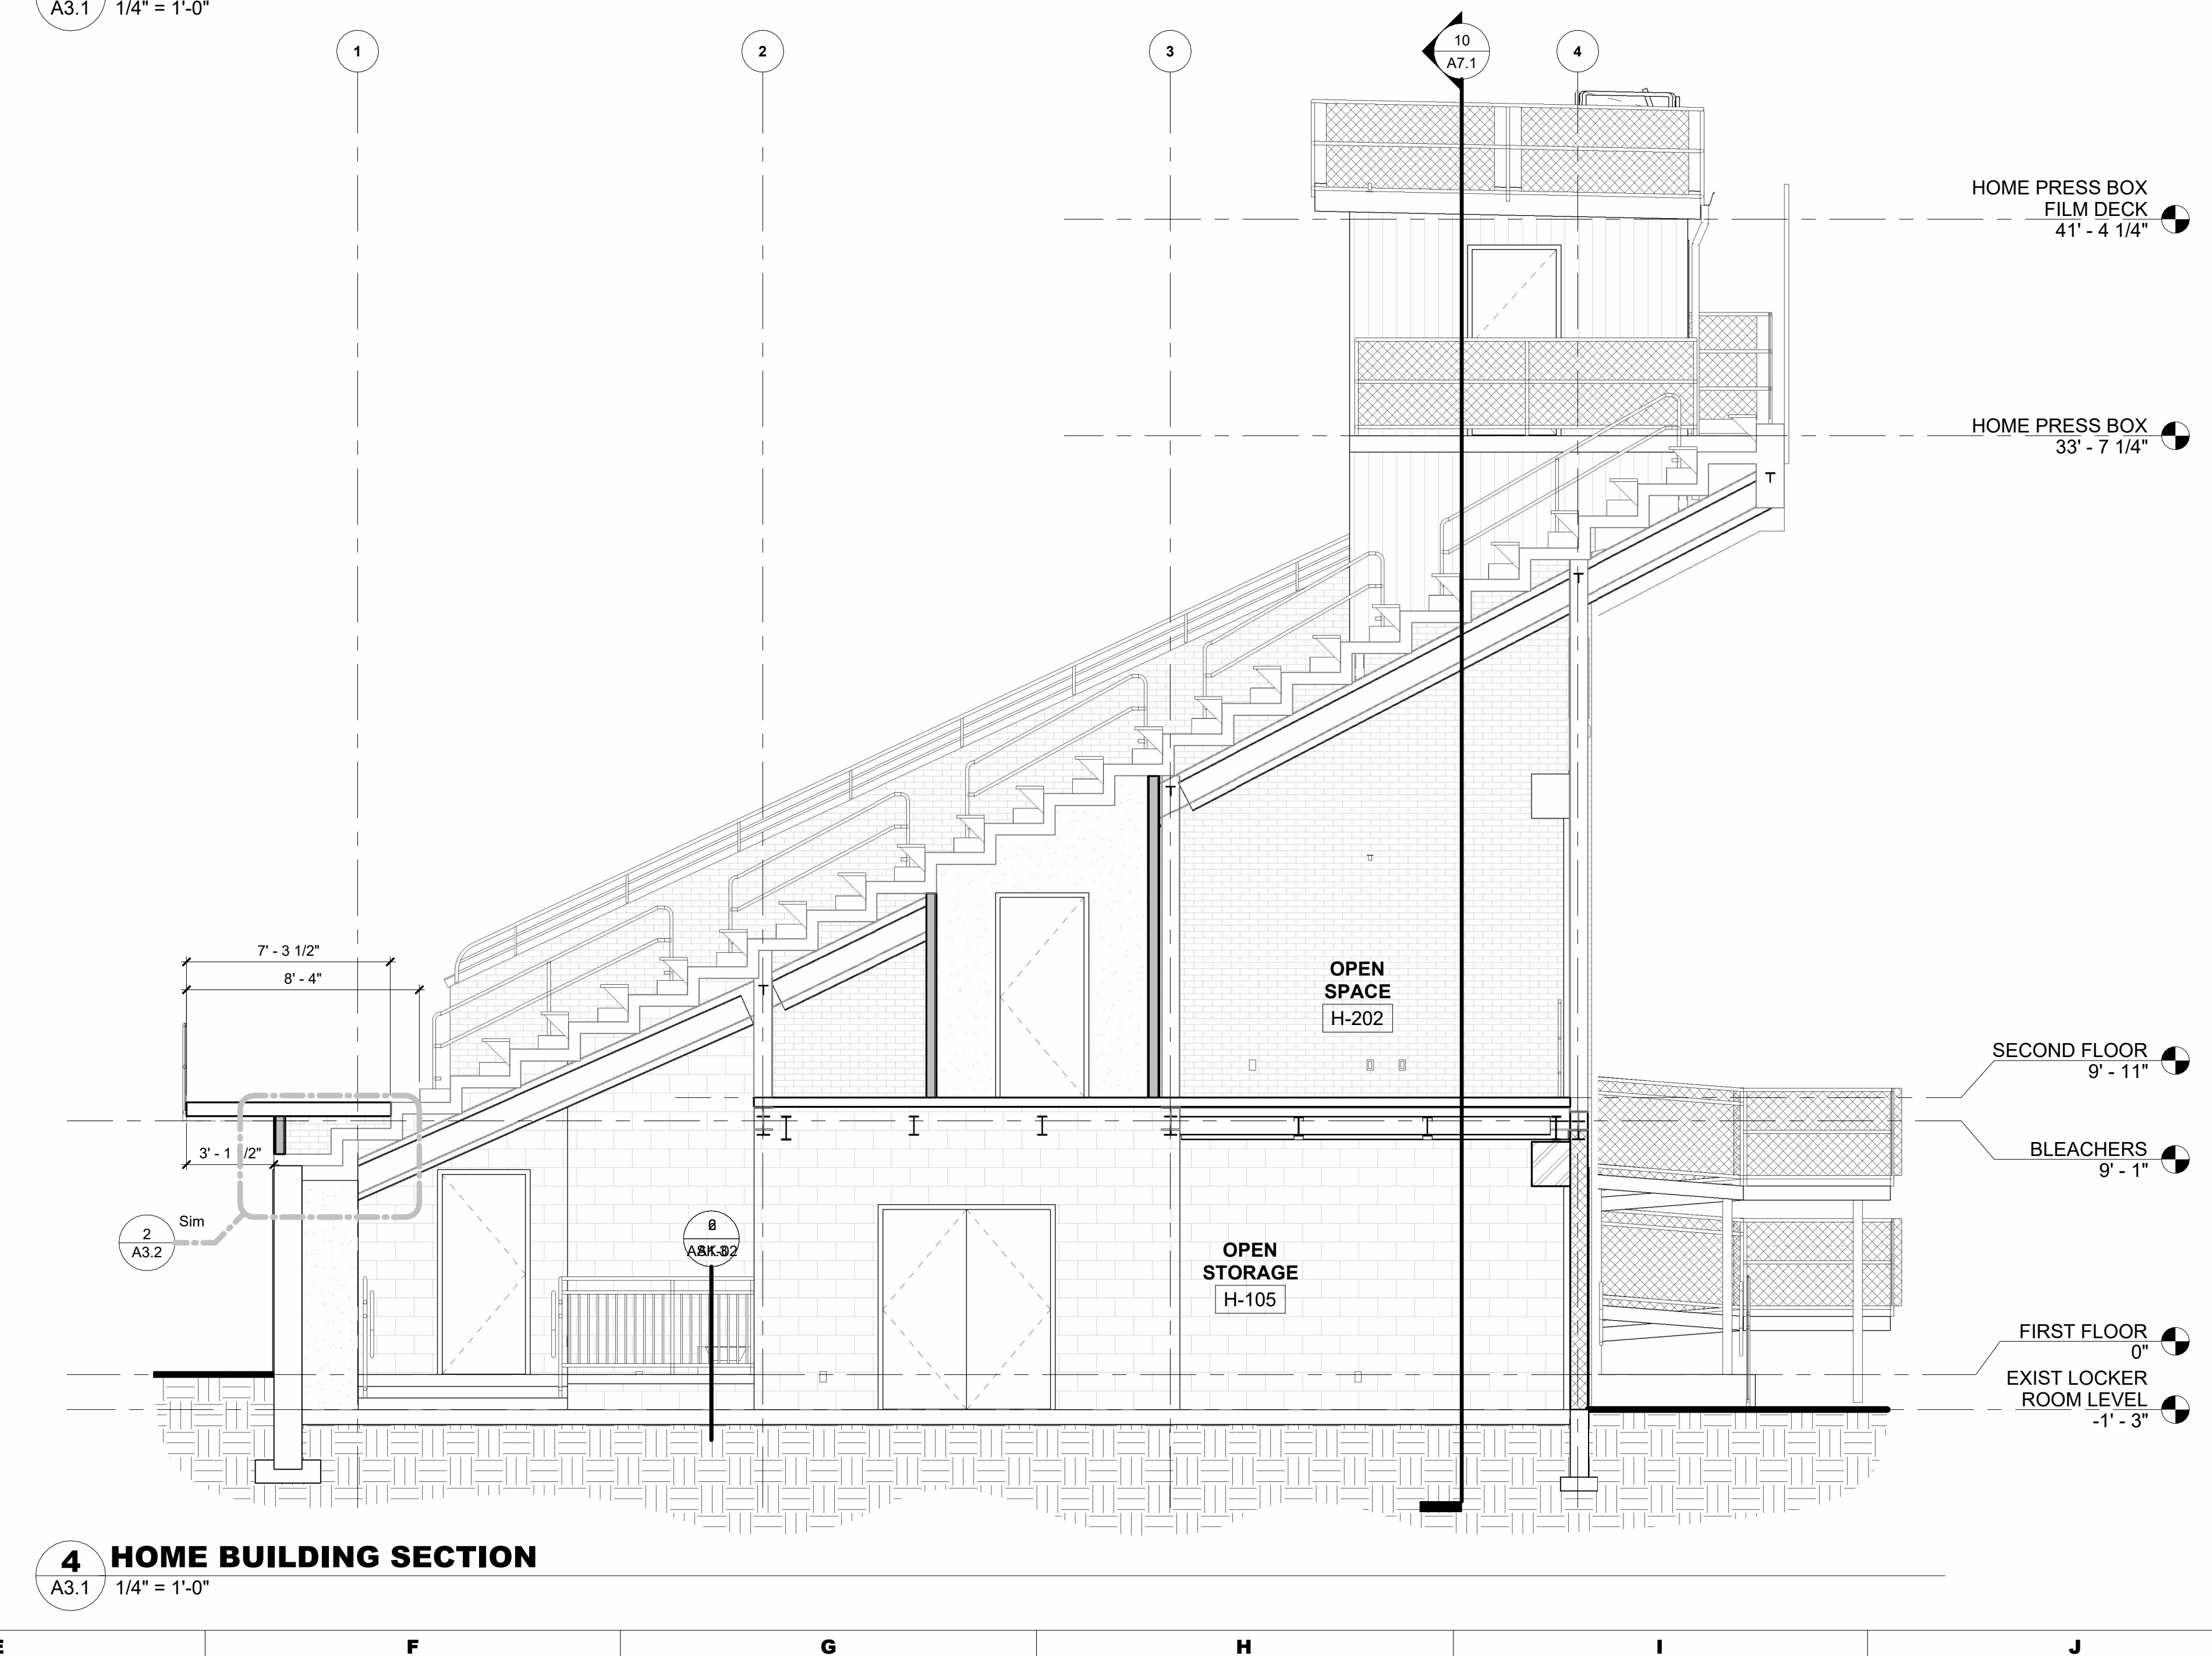 A3.1
1/4" = 1'-0"
1
2
3
10
A7.1
4
HOME PRESS BOX
FILM DECK
41' - 4 1/4"
HOME PRESS BOX
33' - 7 1/4"
7' - 3 1/2"
8' - 4"
OPEN
SPACE
H-202
SECOND FLOOR
9' - 11"
3' - 1 1/2"
BLEACHERS
9' - 1"
Sim
2
A3.2
OPEN
STORAGE
H-105
FIRST FLOOR
0"
EXIST LOCKER
ROOM LEVEL
-1' - 3"
4
HOME BUILDING SECTION
A3.1
1/4" = 1'-0"
E
F
G
H
I
J